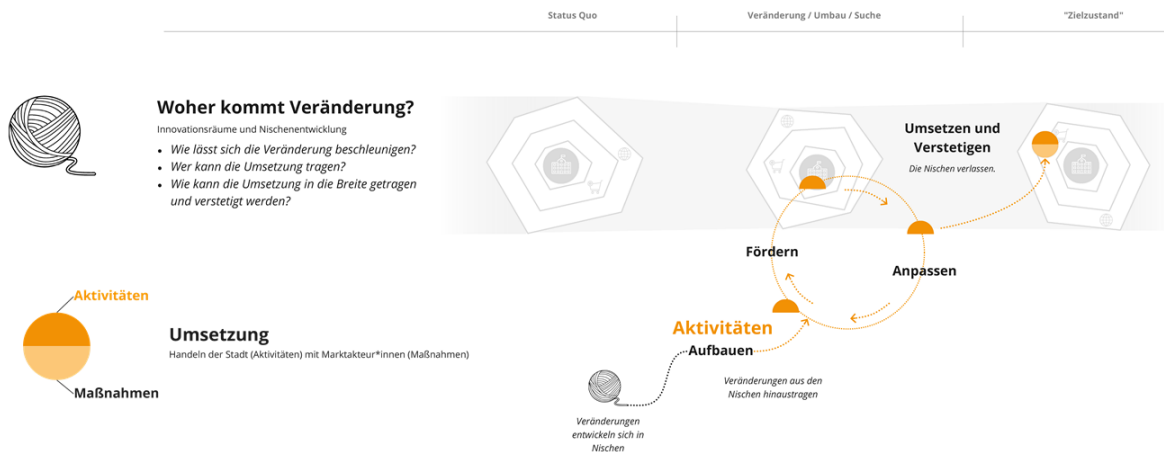 Status Quo
Veränderung / Umbau / Suche
"Zielzustand"
Woher kommt Veränderung?
Innovationsräume und Nischenentwicklung
• Wie lässt sich die Veränderung beschleunigen?
• Wer kann die Umsetzung tragen?
• Wie kann die Umsetzung in die Breite getragen
und verstetigt werden?
Umsetzen und
Verstetigen
Die Nischen verlassen.
Fördern
Anpassen
Aktivitäten
Aufbauen
Veränderungen aus den
Nischen hinaustragen
Veränderungen
entwickeln sich in
Nischen
Aktivitäten
Maßnahmen
Umsetzung
Handeln der Stadt (Aktivitäten) mit Marktakteur*innen (Maßnahmen)